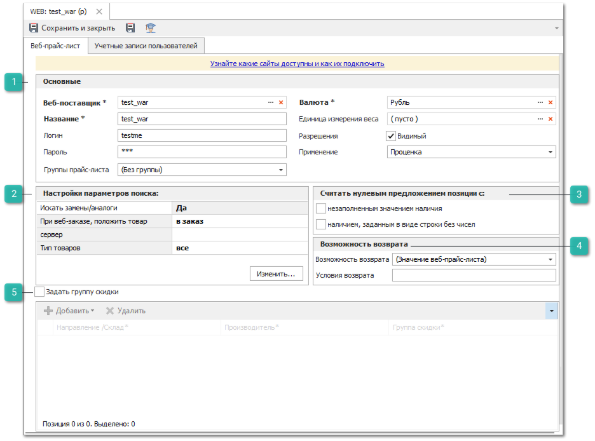 WEB: test_war (p)
Сохранить и закрыть
Веб-прайс-лист Учетные записи пользователей
Узнайте какие сайты доступны и как их подключить
1 Основные
Веб-поставщик * test_war
Название * test_war
Логин testme
Пароль ***
Группы прайс-листа (Без группы)
Валюта * Рубль
Единица измерения веса ( пусто )
Разрешения Видимый
Применение Проценка
2 Настройки параметров поиска:
Искать замены/аналоги Да
При веб-заказе, положить товар в заказ
сервер
Тип товаров все
Изменить...
Считать нулевым предложением позиции с: 3
незаполненным значением наличия
наличием, заданных в виде строки без чисел
Возможность возврата 4
Возможность возврата (Значение веб-прайс-листа)
Условия возврата
5 Задать группу скидки
Добавить Удалить
Направление /Склад* Производитель* Группа скидки*
Позиция 0 из 0. Выделено: 0